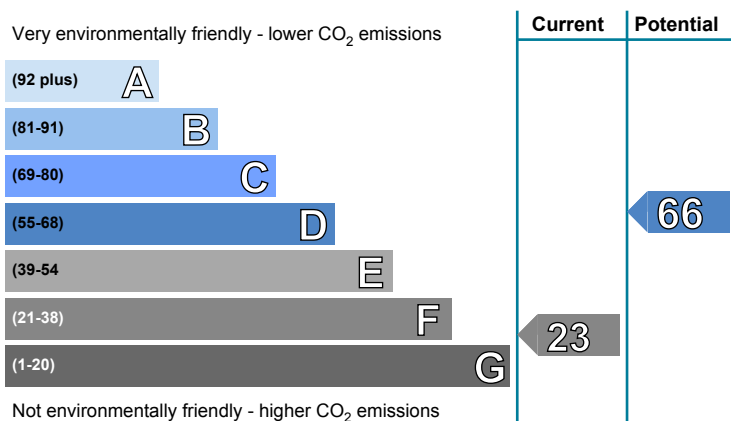 Very environmentally friendly - lower CO2 emissions
Current
Potential
(92 plus) A
(81-91) B
(69-80) C
(55-68) D
66
(39-54 E
(21-38) F
23
(1-20) G
Not environmentally friendly - higher CO2 emissions